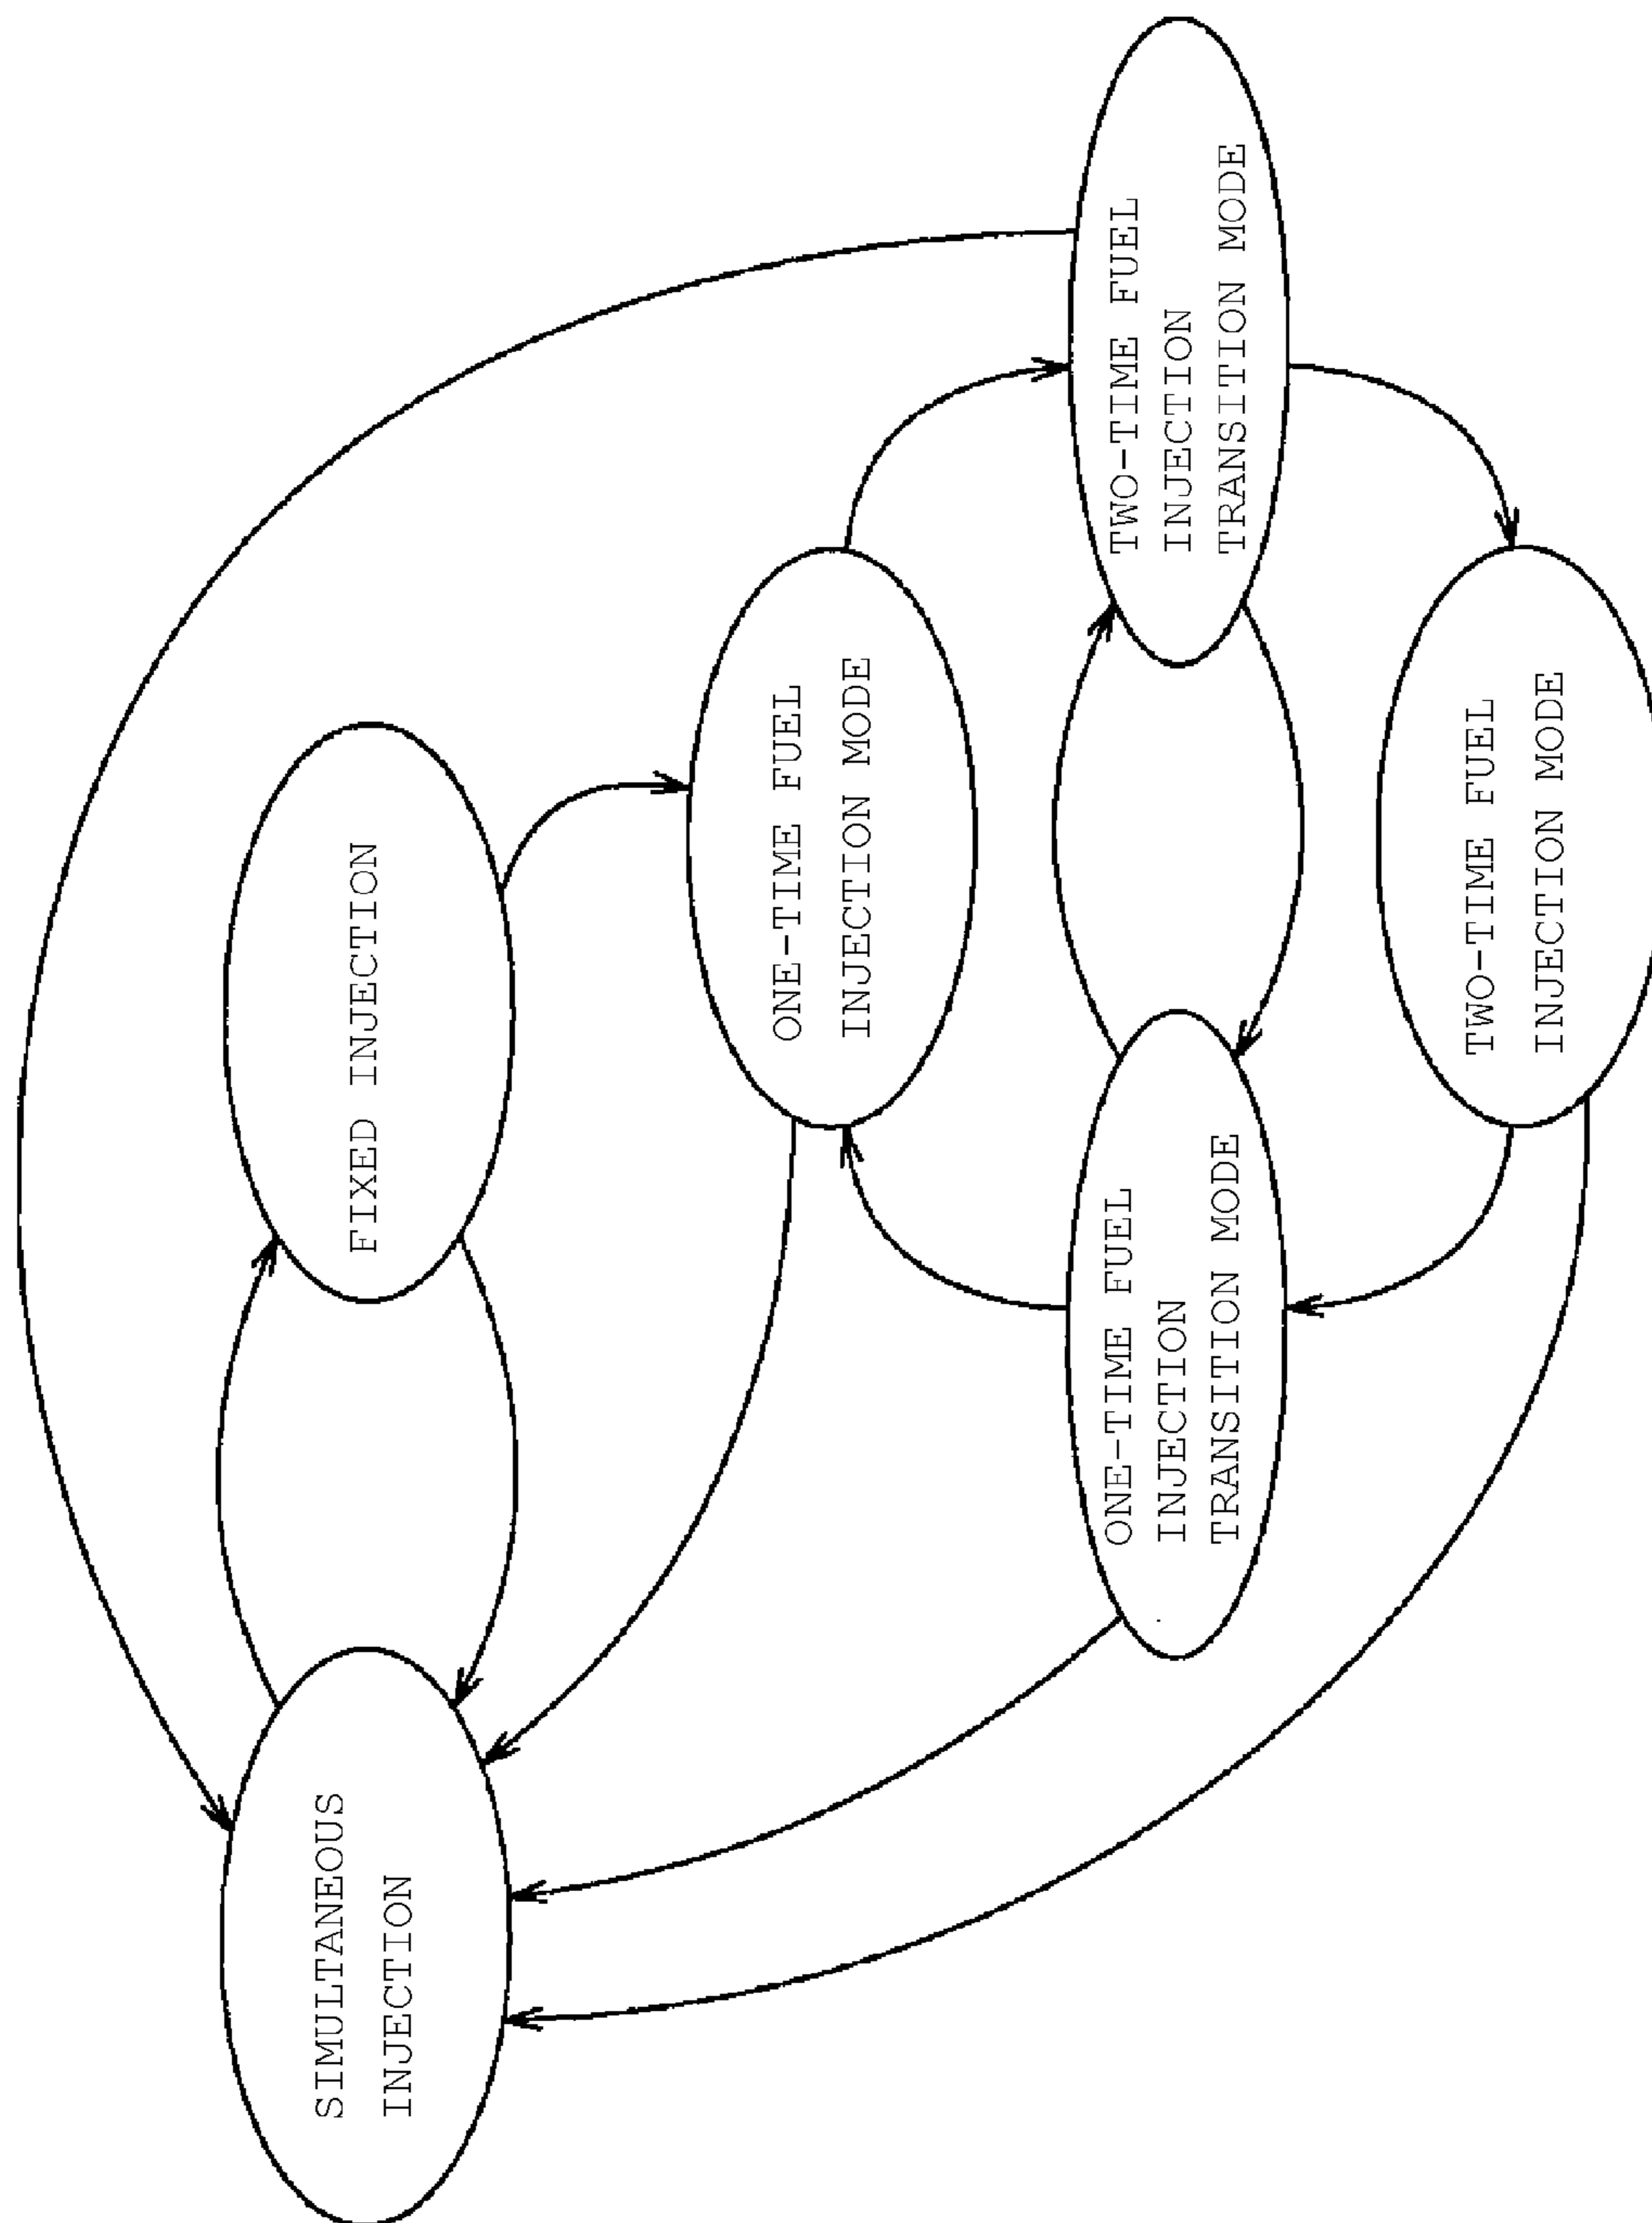 SIMULTANEOUS
INJECTION
FIXED INJECTION
ONE-TIME FUEL
INJECTION MODE
ONE-TIME FUEL
INJECTION
TRANSITION MODE
TWO-TIME FUEL
INJECTION
TRANSITION MODE
TWO-TIME FUEL
INJECTION MODE